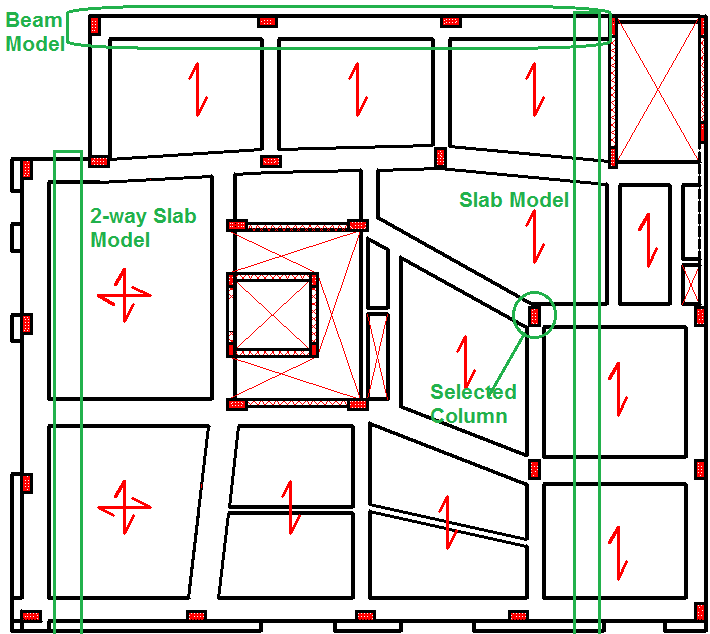 Beam
Model
2-way Slab
Model
Slab Model
Selected
Column